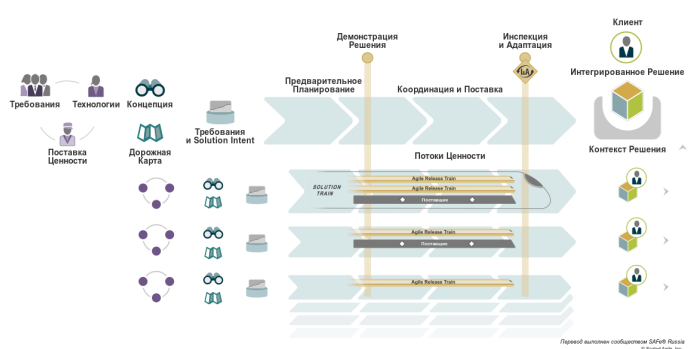 Клиент
Демонстрация
Решения
Инспекция
и Адаптация
I&A
Интегрированное Решение
Предварительное
Планирование
Координация и Поставка
Требования
Технологии
Концепция
Требования
и Solution Intent
Поставка
Ценности
Дорожная
Карта
Контекст Решения
Потоки Ценности
SOLUTION
TRAIN
Agile Release Train
Agile Release Train
Поставщик
Agile Release Train
Поставщик
Agile Release Train
Перевод выполнен сообществом SAFe® Russia